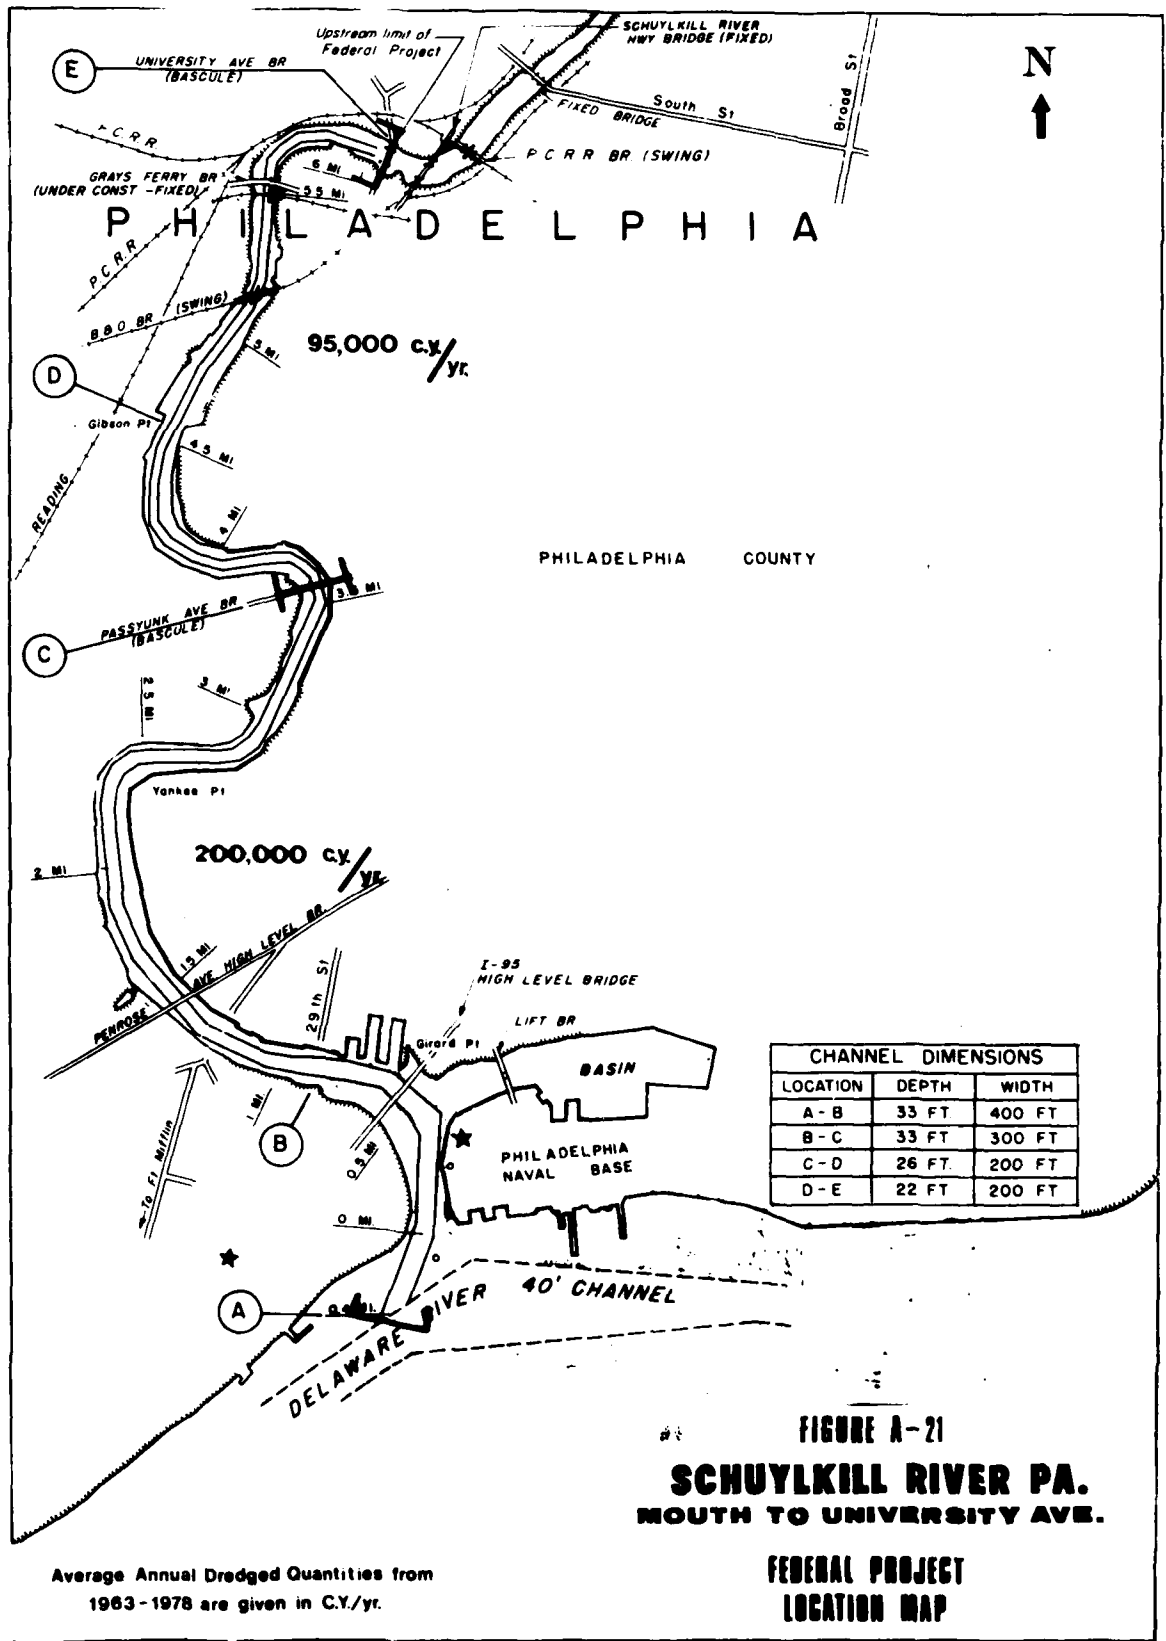 Upstream limit of
Federal Project
SCHUYLKILL RIVER
HWY BRIDGE (FIXED)
N
E
UNIVERSITY AVE BR
(BASCULE)
Broad St
South St
FIXED BRIDGE
P.C.R.R.
P C R R BR. (SWING)
6 MI
GRAYS FERRY BR
(UNDER CONST - FIXED)
5.5 MI
PHILADELPHIA
P.C.R.R
B&O BR (SWING)
5 MI
95,000 c.y./yr.
D
Gibson Pt
4.5 MI
READING
4 MI
PHILADELPHIA COUNTY
PASSYUNK AVE BR
(BASCULE)
C
3 MI
2.5 MI
Yankee Pt
200,000 c.y./yr.
2 MI
1.5 MI
PENROSE AVE. HIGH LEVEL BR.
29th St
I-95
HIGH LEVEL BRIDGE
LIFT BR
Girard Pt
BASIN
CHANNEL DIMENSIONS
LOCATION DEPTH WIDTH
A - B 33 FT. 400 FT
B - C 33 FT 300 FT
C - D 26 FT. 200 FT
D - E 22 FT 200 FT
1 MI
B
0.5 MI
To Ft Mifflin
PHILADELPHIA
NAVAL BASE
0 MI.
A
DELAWARE RIVER 40' CHANNEL
FIGURE A-21
SCHUYLKILL RIVER PA.
MOUTH TO UNIVERSITY AVE.
FEDERAL PROJECT
LOCATION MAP
Average Annual Dredged Quantities from
1963-1978 are given in C.Y./yr.